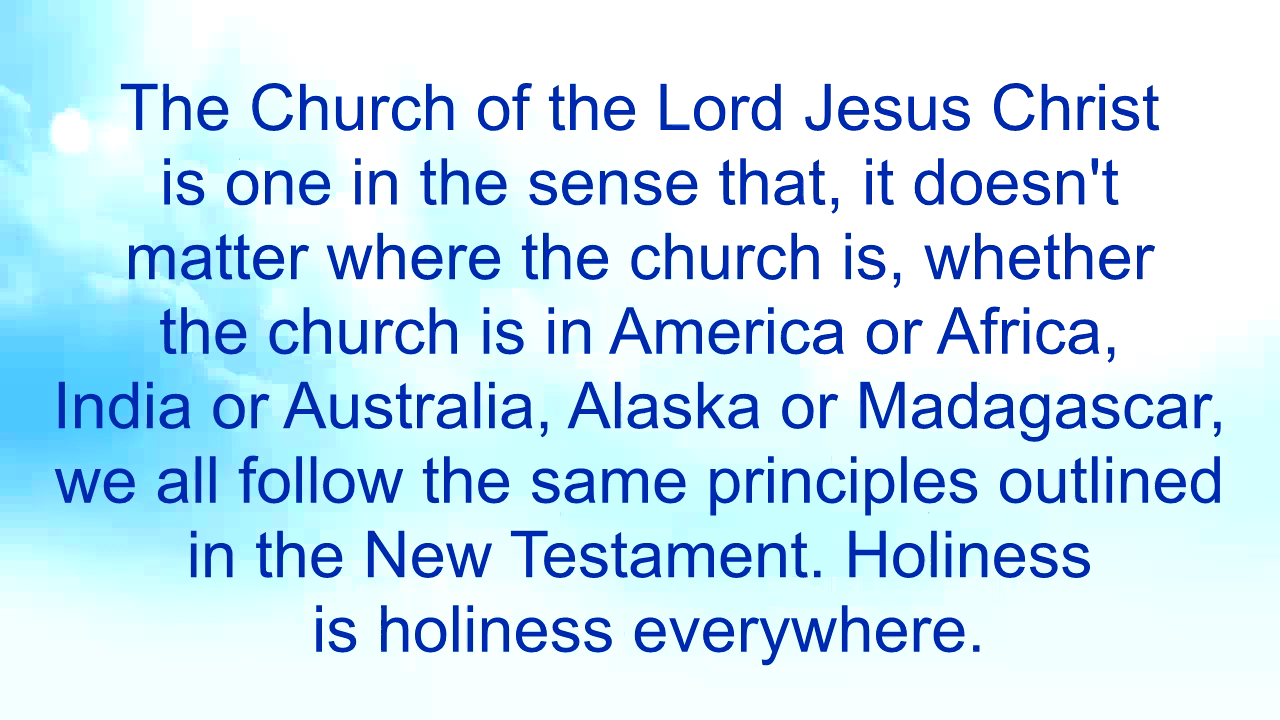 The Church of the Lord Jesus Christ
is one in the sense that, it doesn't
matter where the church is, whether
the church is in America or Africa,
India or Australia, Alaska or Madagascar,
we all follow the same principles outlined
in the New Testament. Holiness
is holiness everywhere.